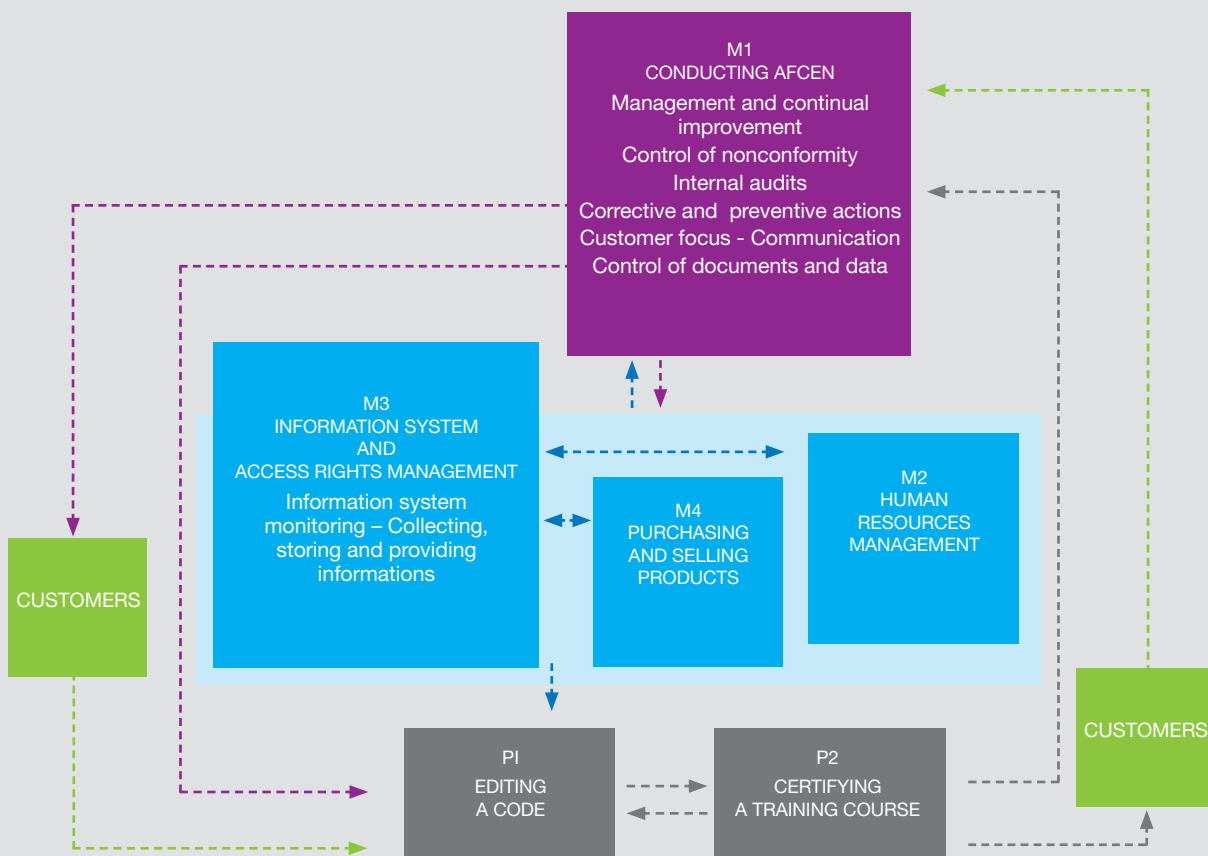 M1
CONDUCTING AFCEN
Management and continual
improvement
Control of nonconformity
Internal audits
Corrective and preventive actions
Customer focus - Communication
Control of documents and data
M3
INFORMATION SYSTEM
AND
ACCESS RIGHTS MANAGEMENT
Information system
monitoring – Collecting,
storing and providing
informations
M4
PURCHASING
AND SELLING
PRODUCTS
M2
HUMAN
RESOURCES
MANAGEMENT
CUSTOMERS
CUSTOMERS
PI
EDITING
A CODE
P2
CERTIFYING
A TRAINING COURSE